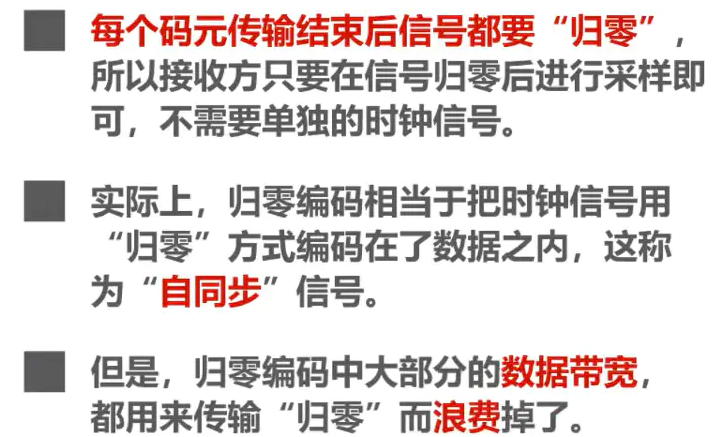 每个码元传输结束后信号都要“归零”,
所以接收方只要在信号归零后进行采样即
可，不需要单独的时钟信号。
实际上，归零编码相当于把时钟信号用
“归零”方式编码在了数据之内，这称
为“自同步”信号。
但是，归零编码中大部分的数据带宽，
都用来传输“归零”而浪费掉了。